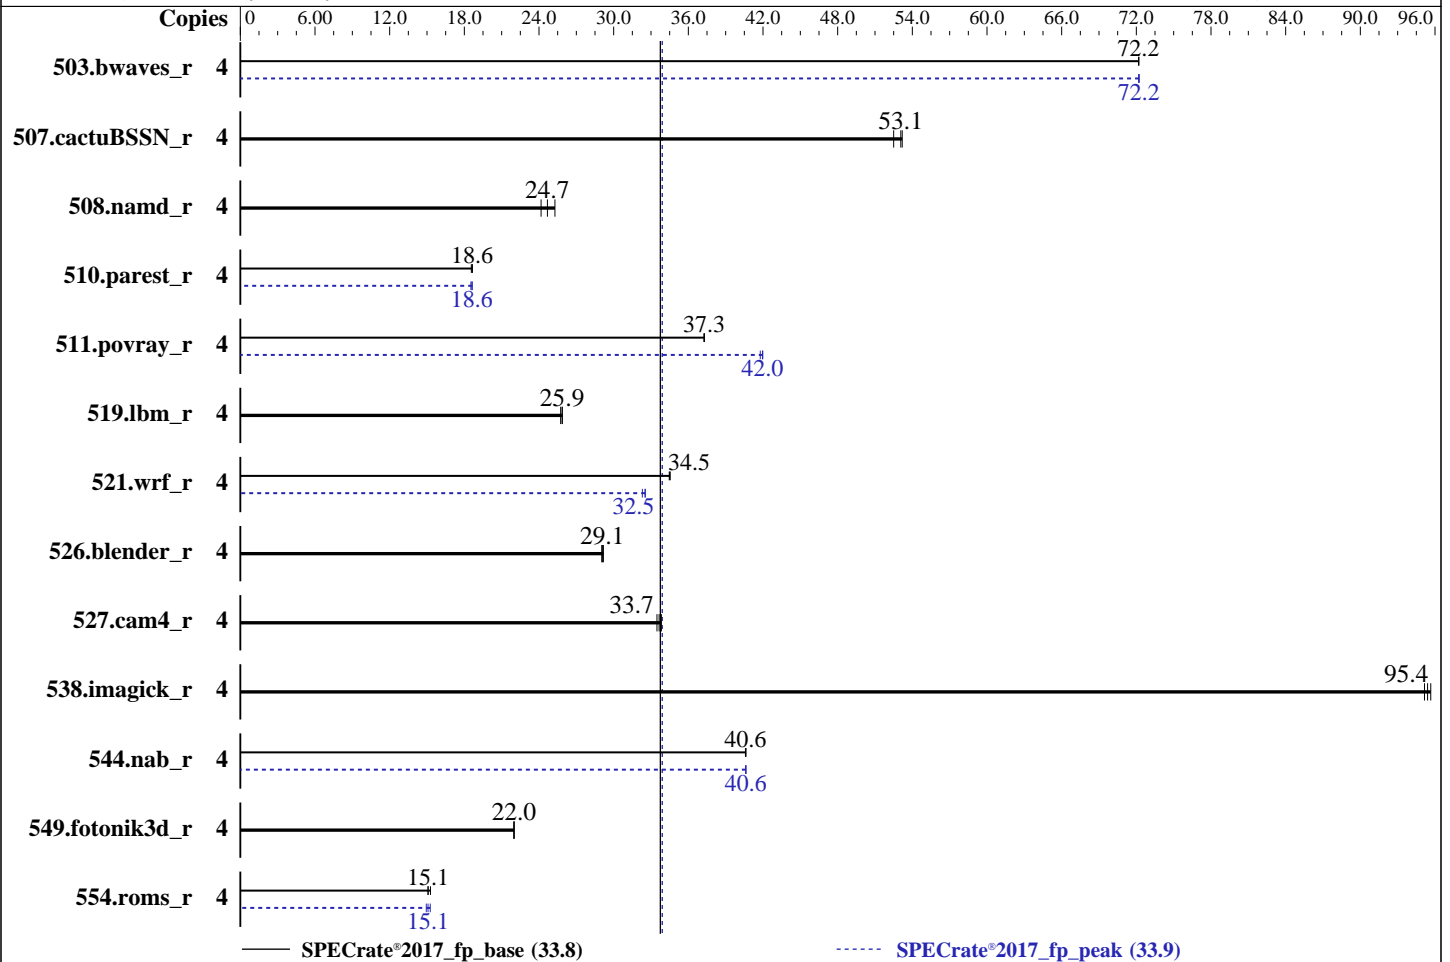 Copies 0 6.00 12.0 18.0 24.0 30.0 36.0 42.0 48.0 54.0 60.0 66.0 72.0 78.0 84.0 90.0 96.0
72.2
503.bwaves_r 4
72.2
53.1
507.cactuBSSN_r 4
24.7
508.namd_r 4
18.6
510.parest_r 4
18.6
37.3
511.povray_r 4
42.0
25.9
519.lbm_r 4
34.5
521.wrf_r 4
32.5
29.1
526.blender_r 4
33.7
527.cam4_r 4
95.4
538.imagick_r 4
40.6
544.nab_r 4
40.6
22.0
549.fotonik3d_r 4
15.1
554.roms_r 4
15.1
SPECrate®2017_fp_base (33.8) SPECrate®2017_fp_peak (33.9)